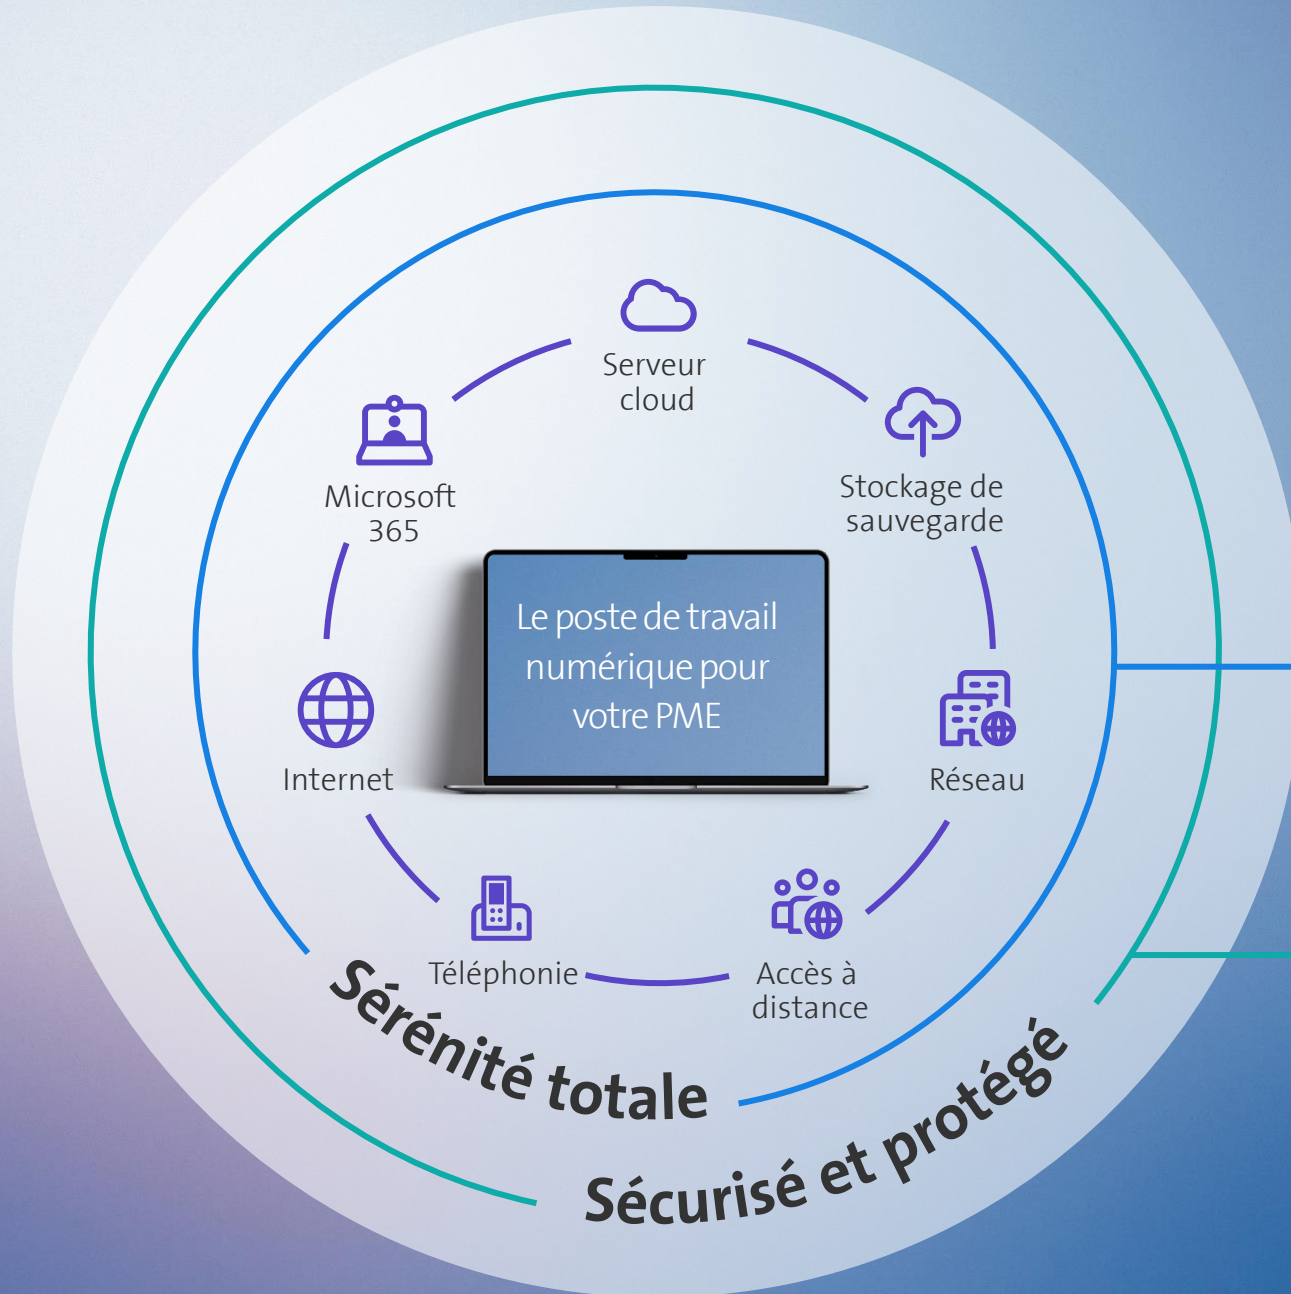 Serveur
cloud
Microsoft
365
Stockage de
sauvegarde
Le poste de travail
numérique pour
votre PME
Internet
Réseau
Téléphonie
Accès à
distance
Sérénité totale
Sécurisé et protégé